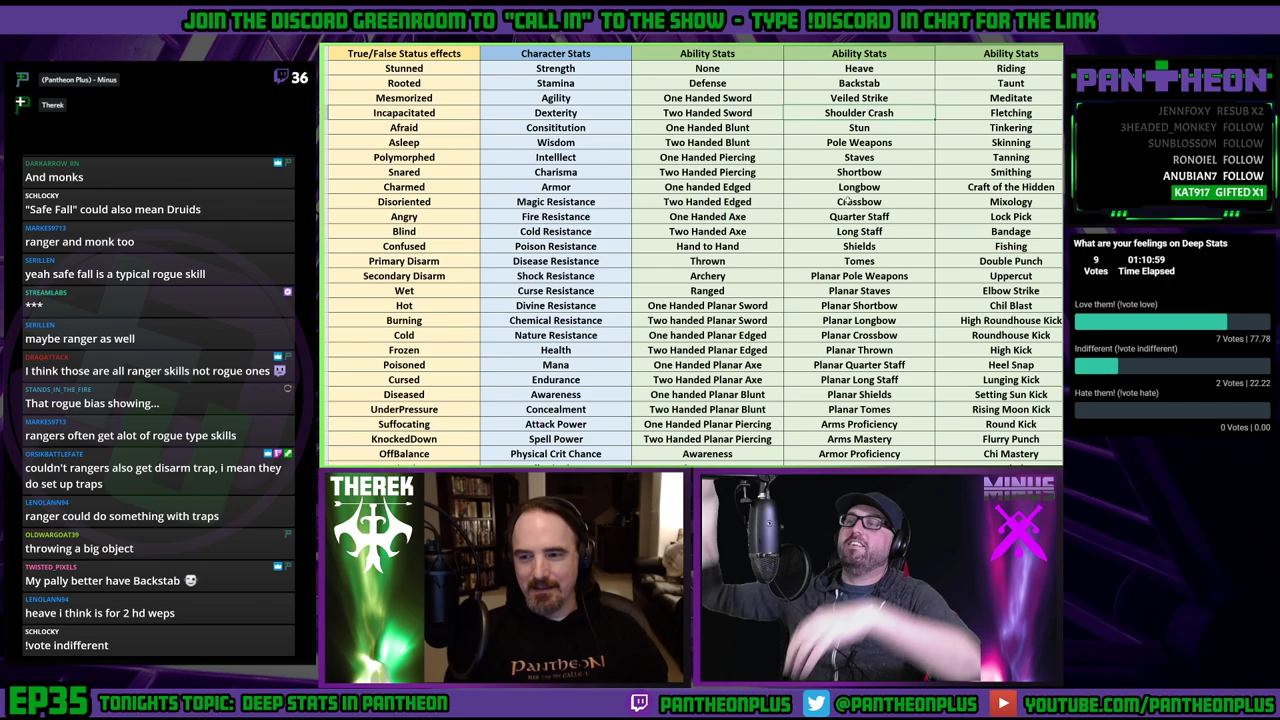 JOIN THE DISCORD GREENROOM TO "CALL IN" TO THE SHOW - TYPE !DISCORD IN CHAT FOR THE LINK
(Pantheon Plus) - Minus
36
Therek
DARKARROW_RN
And monks
SCHLOCKY
"Safe Fall" could also mean Druids
MARKES9713
ranger and monk too
SERILLEN
yeah safe fall is a typical rogue skill
STREAMLABS
***
SERILLEN
maybe ranger as well
DRAQATTACK
I think those are all ranger skills not rogue ones
STANDS_IN_THE_FIRE
That rogue bias showing...
MARKES9713
rangers often get alot of rogue type skills
ORSIKBATTLEFATE
couldn't rangers also get disarm trap, i mean they
do set up traps
LENOLANN94
ranger could do something with traps
OLDWARGOAT39
throwing a big object
TWISTED_PIXELS
My pally better have Backstab
LENOLANN94
heave i think is for 2 hd weps
SCHLOCKY
!vote indifferent
True/False Status effects Character Stats Ability Stats Ability Stats Ability Stats
Stunned Strength None Heave Riding
Rooted Stamina Defense Backstab Taunt
Mesmorized Agility One Handed Sword Veiled Strike Meditate
Incapacitated Dexterity Two Handed Sword Shoulder Crash Fletching
Afraid Consititution One Handed Blunt Stun Tinkering
Asleep Wisdom Two Handed Blunt Pole Weapons Skinning
Polymorphed Intelllect One Handed Piercing Staves Tanning
Snared Charisma Two Handed Piercing Shortbow Smithing
Charmed Armor One handed Edged Longbow Craft of the Hidden
Disoriented Magic Resistance Two Handed Edged Crossbow Mixology
Angry Fire Resistance One Handed Axe Quarter Staff Lock Pick
Blind Cold Resistance Two Handed Axe Long Staff Bandage
Confused Poison Resistance Hand to Hand Shields Fishing
Primary Disarm Disease Resistance Thrown Tomes Double Punch
Secondary Disarm Shock Resistance Archery Planar Pole Weapons Uppercut
Wet Curse Resistance Ranged Planar Staves Elbow Strike
Hot Divine Resistance One Handed Planar Sword Planar Shortbow Chil Blast
Burning Chemical Resistance Two handed Planar Sword Planar Longbow High Roundhouse Kick
Cold Nature Resistance One handed Planar Edged Planar Crossbow Roundhouse Kick
Frozen Health Two Handed Planar Edged Planar Thrown High Kick
Poisoned Mana One Handed Planar Axe Planar Quarter Staff Heel Snap
Cursed Endurance Two Handed Planar Axe Planar Long Staff Lunging Kick
Diseased Awareness One handed Planar Blunt Planar Shields Setting Sun Kick
UnderPressure Concealment Two Handed Planar Blunt Planar Tomes Rising Moon Kick
Suffocating Attack Power One Handed Planar Piercing Arms Proficiency Round Kick
KnockedDown Spell Power Two Handed Planar Piercing Arms Mastery Flurry Punch
OffBalance Physical Crit Chance Awareness Armor Proficiency Chi Mastery
PANTHEON
JENNFOXY RESUB X2
3HEADED_MONKEY FOLLOW
SUNBLOSSOM FOLLOW
RONOIEL FOLLOW
ANUBIAN7 FOLLOW
KAT917 GIFTED X1
What are your feelings on Deep Stats
9 01:10:59
Votes Time Elapsed
Love them! (!vote love)
7 Votes | 77.78
Indifferent (!vote indifferent)
2 Votes | 22.22
Hate them! (!vote hate)
0 Votes | 0.00
THEREK
MINUS
PANTHEON
EP.35 TONIGHTS TOPIC: DEEP STATS IN PANTHEON PANTHEONPLUS @PANTHEONPLUS YOUTUBE.COM/PANTHEONPLUS